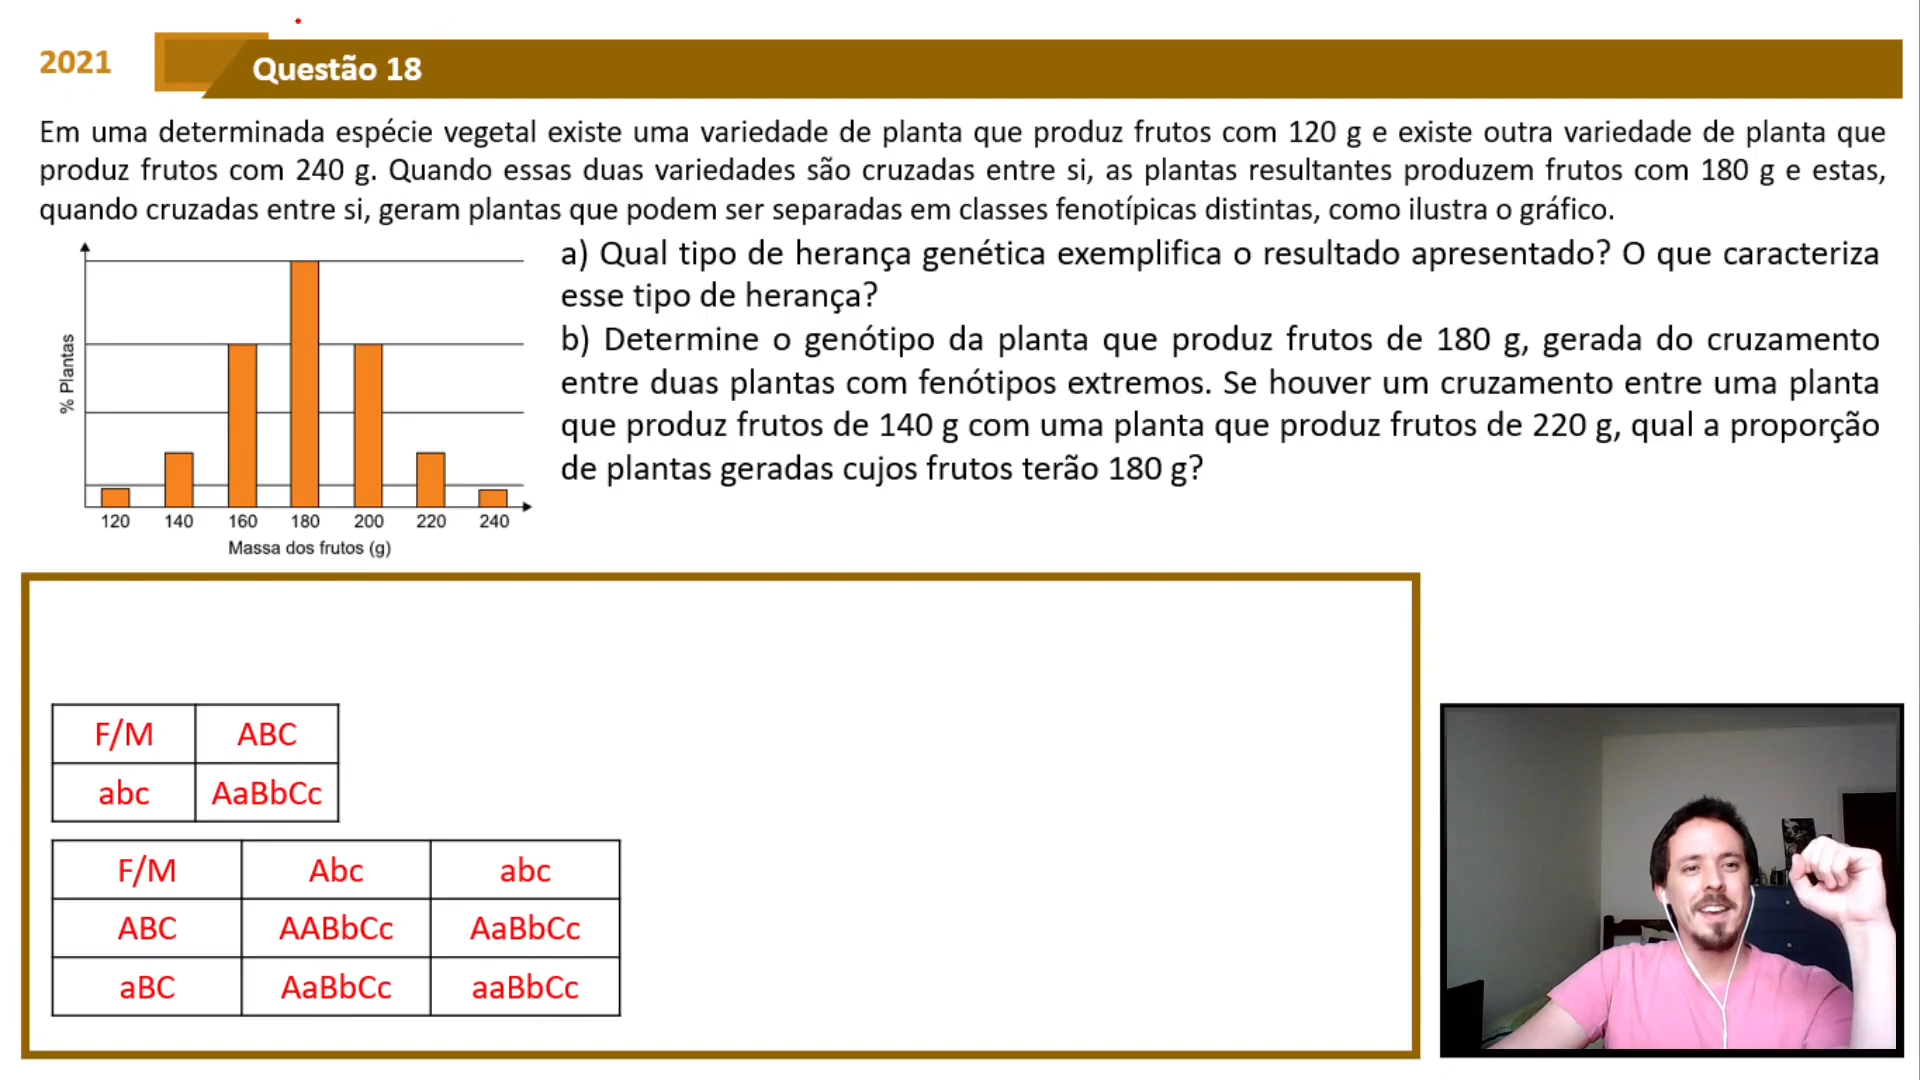 2021
Questão 18
Em uma determinada espécie vegetal existe uma variedade de planta que produz frutos com 120 g e existe outra variedade de planta que
produz frutos com 240 g. Quando essas duas variedades são cruzadas entre si, as plantas resultantes produzem frutos com 180 g e estas,
quando cruzadas entre si, geram plantas que podem ser separadas em classes fenotípicas distintas, como ilustra o gráfico.
% Plantas
120 140 160 180 200 220 240
Massa dos frutos (g)
a) Qual tipo de herança genética exemplifica o resultado apresentado? O que caracteriza
esse tipo de herança?
b) Determine o genótipo da planta que produz frutos de 180 g, gerada do cruzamento
entre duas plantas com fenótipos extremos. Se houver um cruzamento entre uma planta
que produz frutos de 140 g com uma planta que produz frutos de 220 g, qual a proporção
de plantas geradas cujos frutos terão 180 g?
F/M ABC
abc AaBbCc
F/M Abc abc
ABC AABbCc AaBbCc
aBC AaBbCc aaBbCc